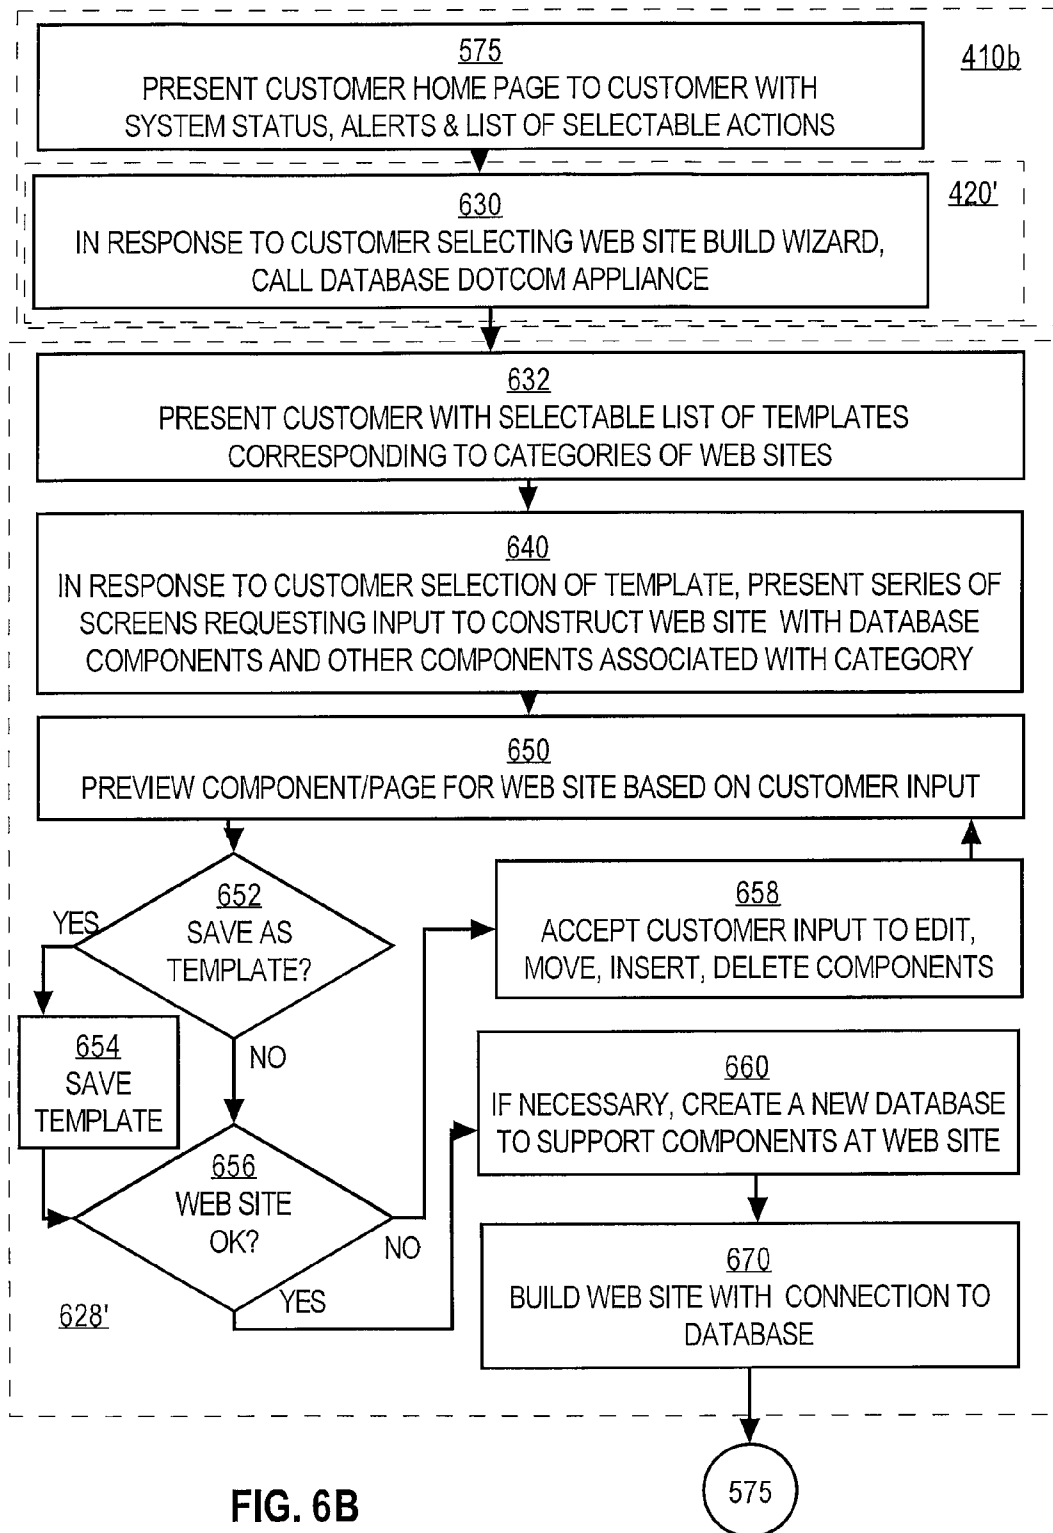 575
410b
PRESENT CUSTOMER HOME PAGE TO CUSTOMER WITH
SYSTEM STATUS, ALERTS & LIST OF SELECTABLE ACTIONS
630
420'
IN RESPONSE TO CUSTOMER SELECTING WEB SITE BUILD WIZARD,
CALL DATABASE DOTCOM APPLIANCE
632
PRESENT CUSTOMER WITH SELECTABLE LIST OF TEMPLATES
CORRESPONDING TO CATEGORIES OF WEB SITES
640
IN RESPONSE TO CUSTOMER SELECTION OF TEMPLATE, PRESENT SERIES OF
SCREENS REQUESTING INPUT TO CONSTRUCT WEB SITE WITH DATABASE
COMPONENTS AND OTHER COMPONENTS ASSOCIATED WITH CATEGORY
650
PREVIEW COMPONENT/PAGE FOR WEB SITE BASED ON CUSTOMER INPUT
652
SAVE AS
TEMPLATE?
YES
NO
658
ACCEPT CUSTOMER INPUT TO EDIT,
MOVE, INSERT, DELETE COMPONENTS
654
SAVE
TEMPLATE
656
WEB SITE
OK?
NO
YES
660
IF NECESSARY, CREATE A NEW DATABASE
TO SUPPORT COMPONENTS AT WEB SITE
670
BUILD WEB SITE WITH CONNECTION TO
DATABASE
628'
575
FIG. 6B